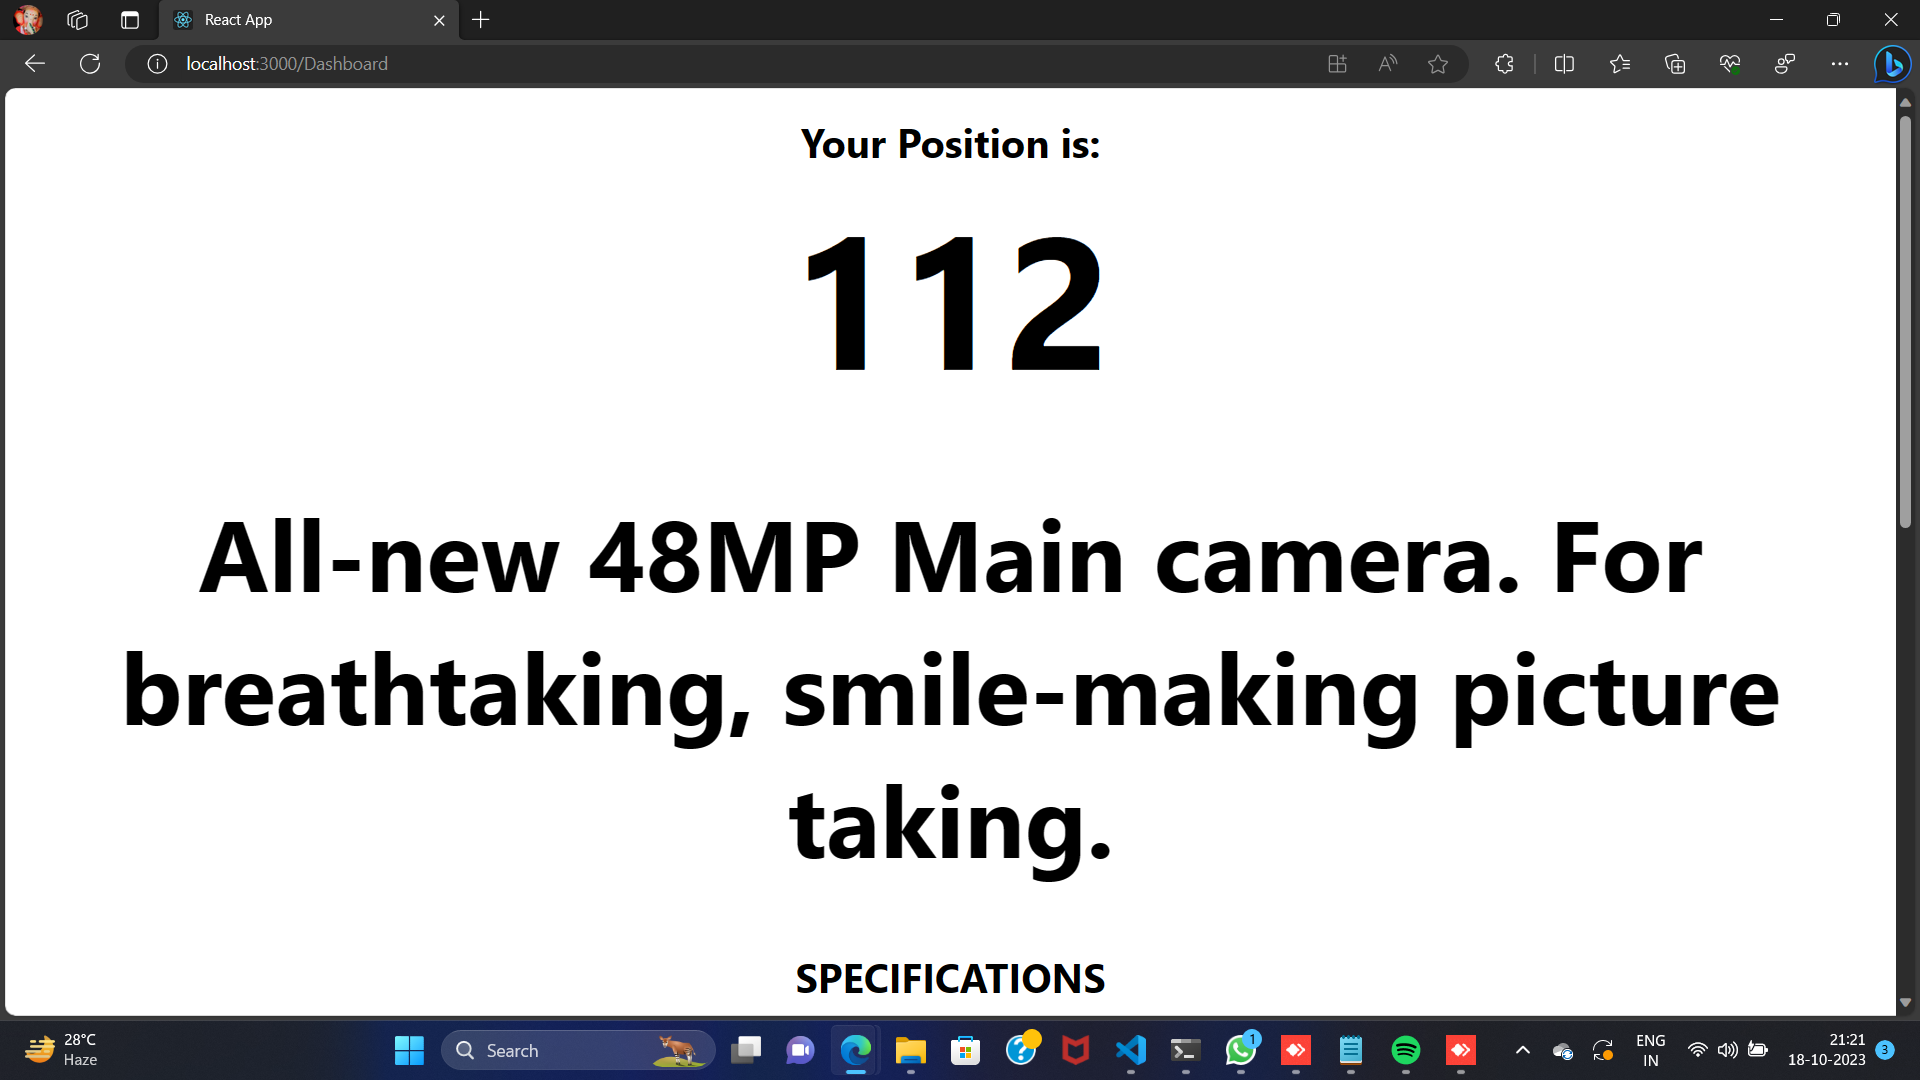 React App
localhost:3000/Dashboard
Your Position is:
112
All-new 48MP Main camera. For
breathtaking, smile-making picture
taking.
SPECIFICATIONS
28°C
Haze
Search
1
ENG
IN
21:21
18-10-2023
3